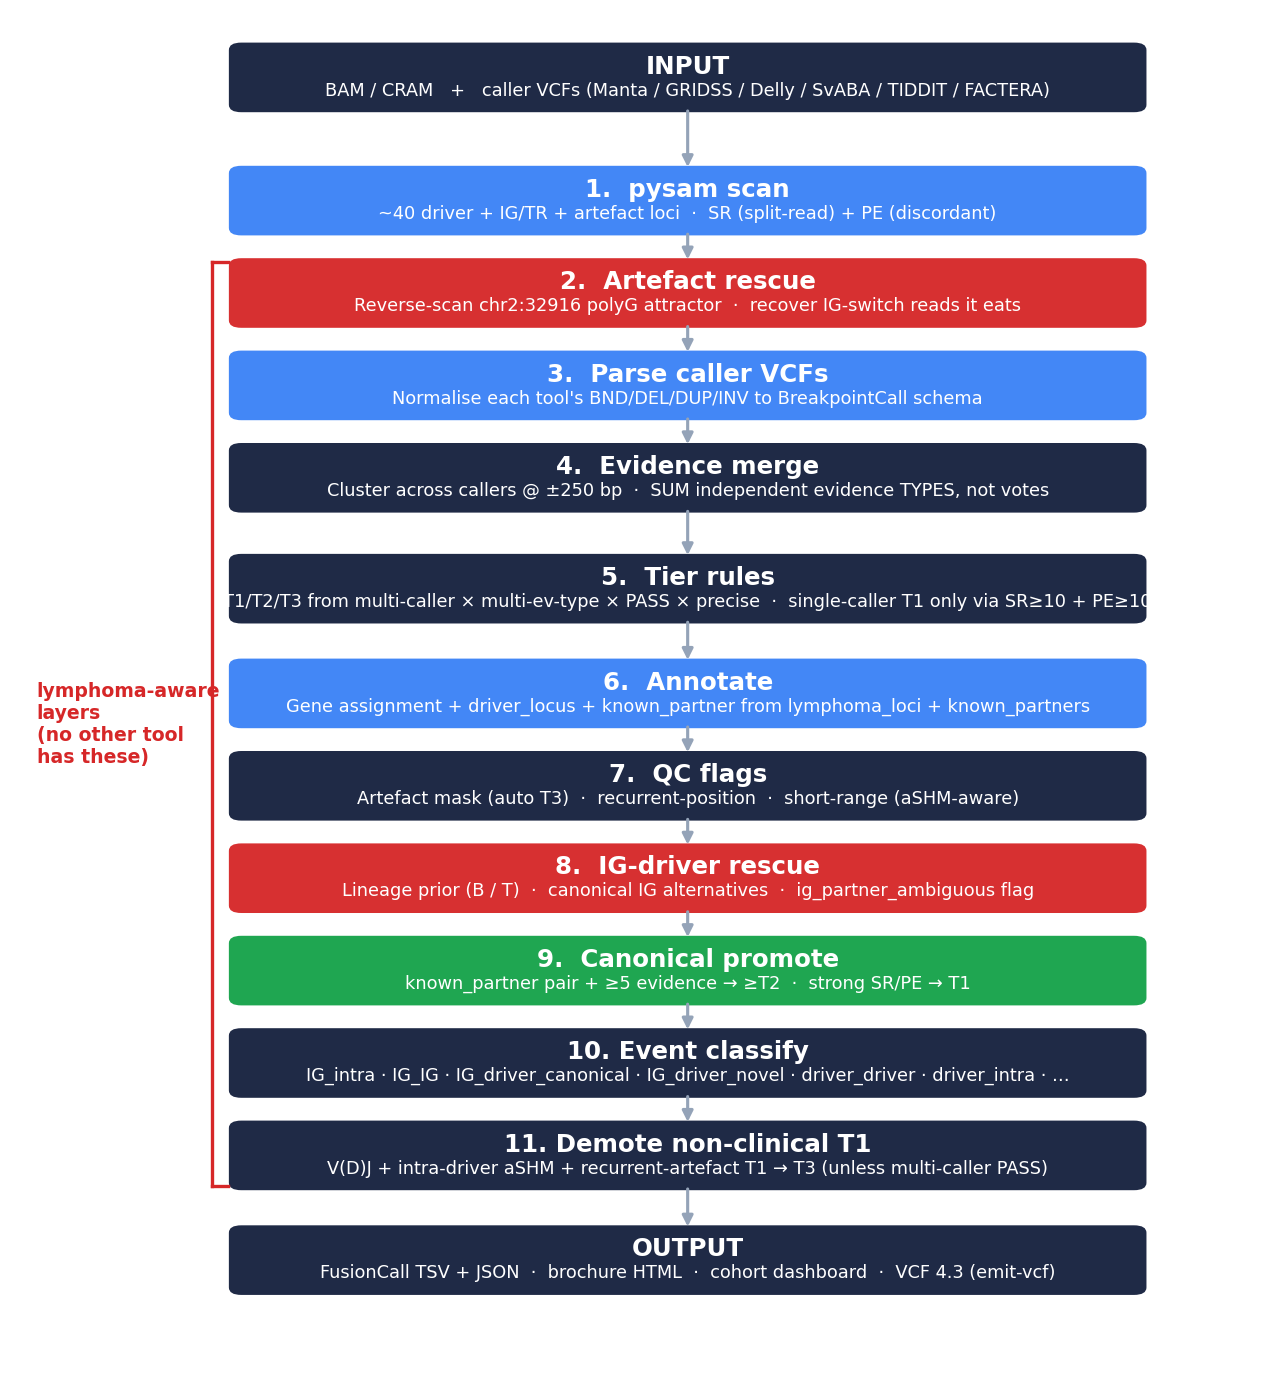 INPUT
BAM / CRAM + caller VCFs (Manta / GRIDSS / Delly / SvABA / TIDDIT / FACTERA)
1. pysam scan
~40 driver + IG/TR + artefact loci · SR (split-read) + PE (discordant)
2. Artefact rescue
Reverse-scan chr2:32916 polyG attractor · recover IG-switch reads it eats
3. Parse caller VCFs
Normalise each tool's BND/DEL/DUP/INV to BreakpointCall schema
4. Evidence merge
Cluster across callers @ ±250 bp · SUM independent evidence TYPES, not votes
5. Tier rules
T1/T2/T3 from multi-caller × multi-ev-type × PASS × precise · single-caller T1 only via SR≥10 + PE≥10
lymphoma-aware
layers
(no other tool
has these)
6. Annotate
Gene assignment + driver_locus + known_partner from lymphoma_loci + known_partners
7. QC flags
Artefact mask (auto T3) · recurrent-position · short-range (aSHM-aware)
8. IG-driver rescue
Lineage prior (B / T) · canonical IG alternatives · ig_partner_ambiguous flag
9. Canonical promote
known_partner pair + ≥5 evidence → ≥T2 · strong SR/PE → T1
10. Event classify
IG_intra · IG_IG · IG_driver_canonical · IG_driver_novel · driver_driver · driver_intra · …
11. Demote non-clinical T1
V(D)J + intra-driver aSHM + recurrent-artefact T1 → T3 (unless multi-caller PASS)
OUTPUT
FusionCall TSV + JSON · brochure HTML · cohort dashboard · VCF 4.3 (emit-vcf)